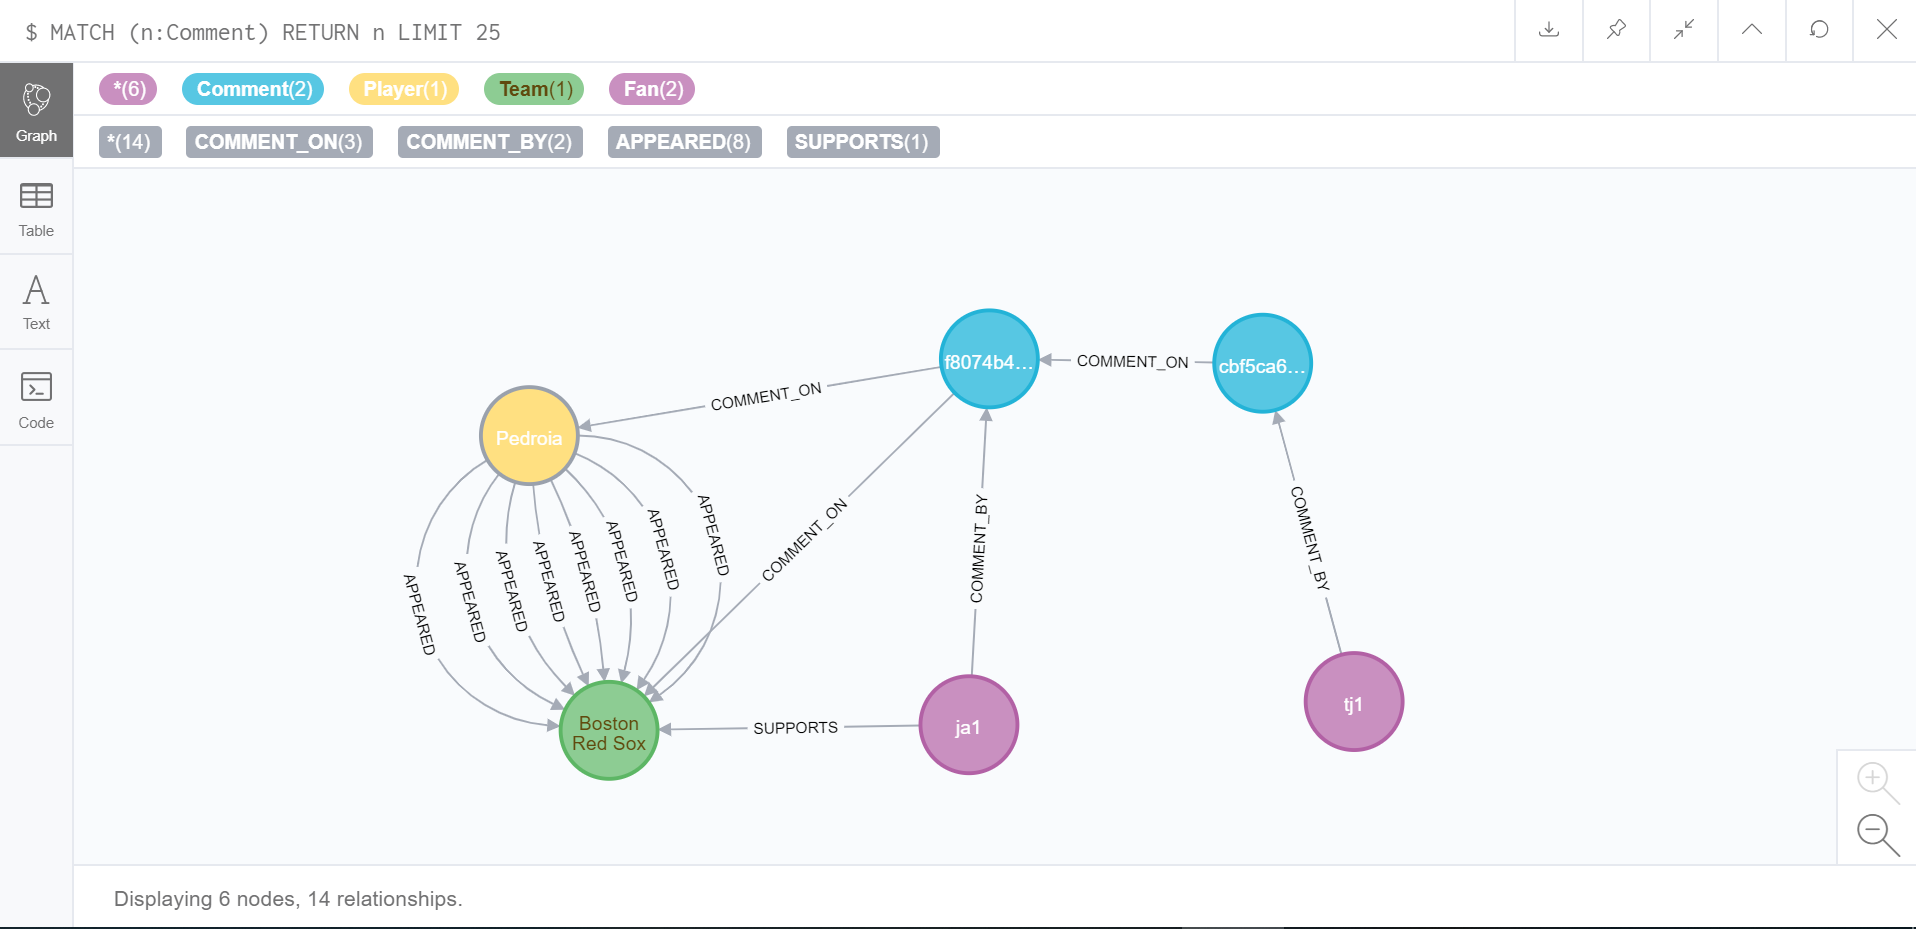 $ MATCH (n:Comment) RETURN n LIMIT 25
*(6) Comment(2) Player(1) Team(1) Fan(2)
*(14) COMMENT_ON(3) COMMENT_BY(2) APPEARED(8) SUPPORTS(1)
Graph
Table
Text
Code
f8074b4...
COMMENT_ON
cbf5ca6...
COMMENT_ON
Pedroia
COMMENT_ON
COMMENT_BY
COMMENT_BY
APPEARED
APPEARED
APPEARED
APPEARED
APPEARED
APPEARED
APPEARED
APPEARED
Boston
Red Sox
SUPPORTS
ja1
tj1
Displaying 6 nodes, 14 relationships.